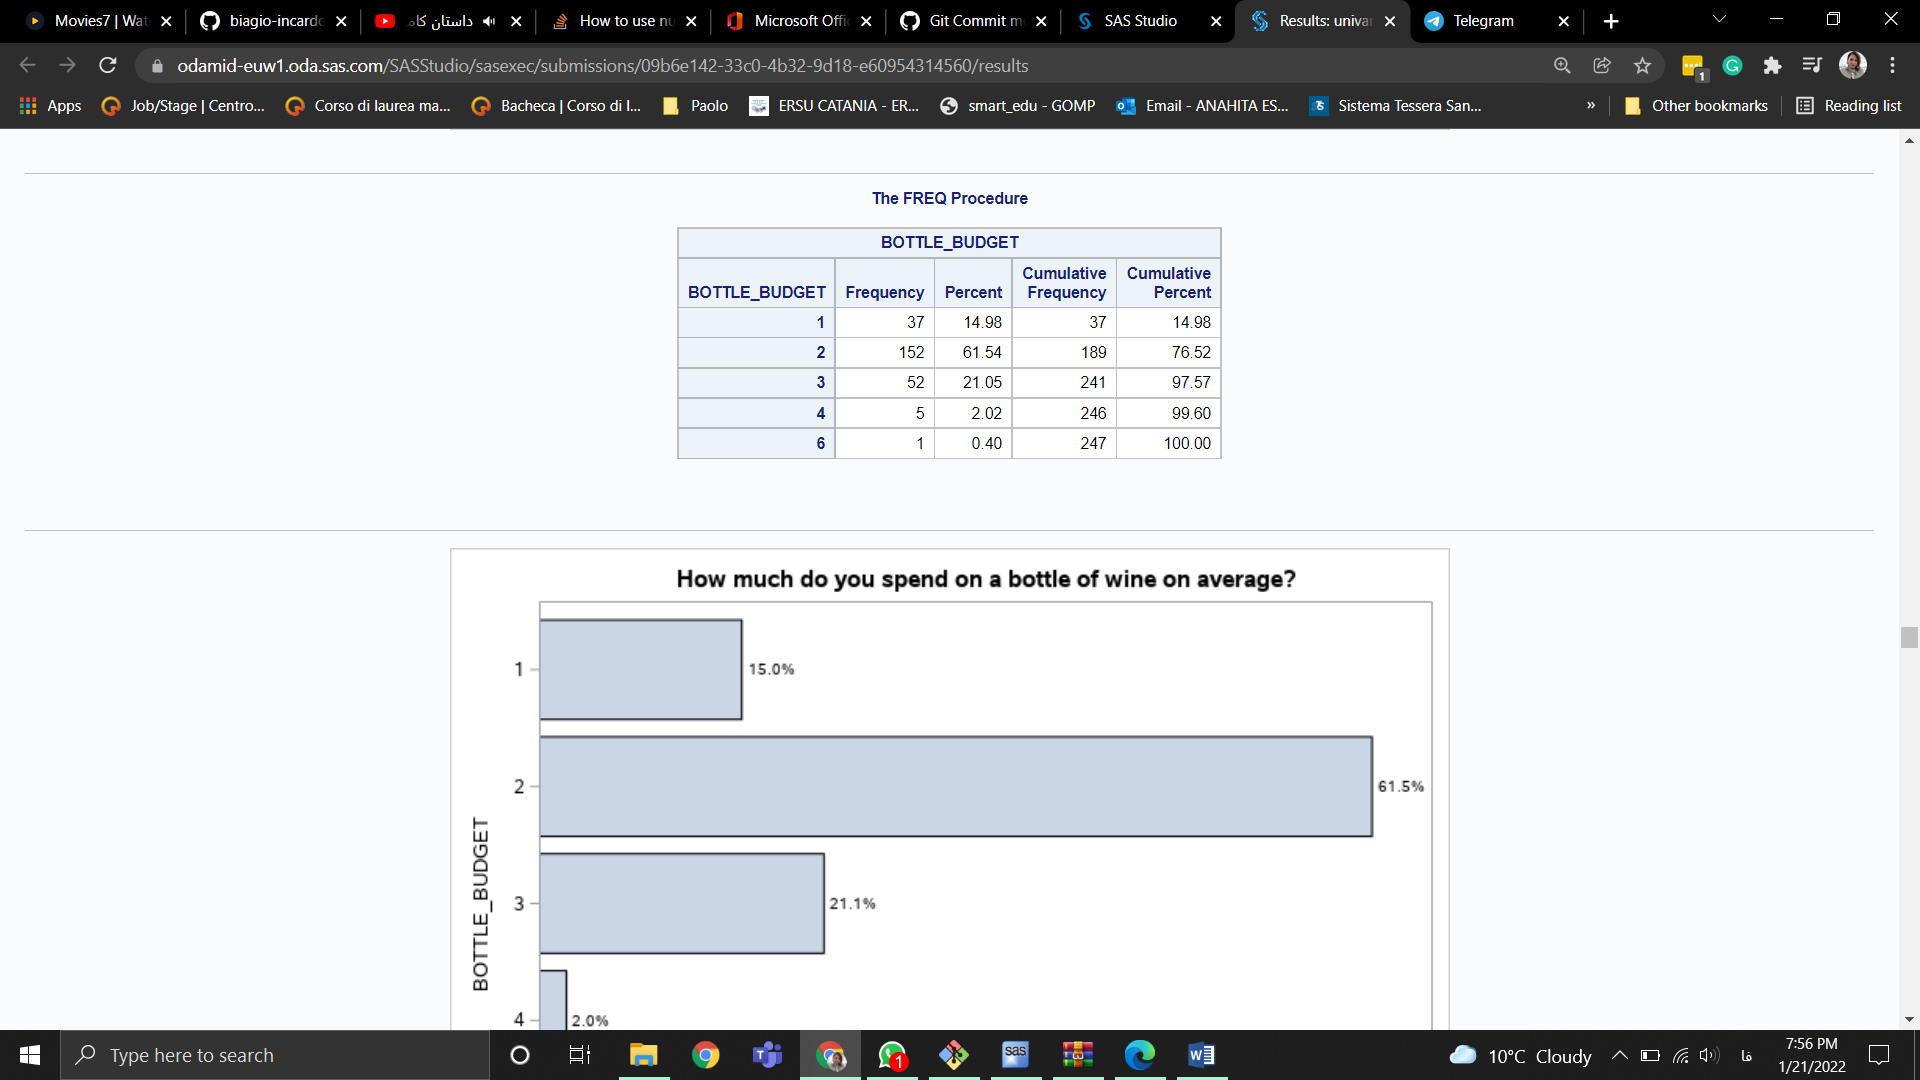 Movies7 | Wat
biagio-incardo
داستان کاه
How to use nu
Microsoft Offi
Git Commit m
SAS Studio
Results: univar
Telegram
odamid-euw1.oda.sas.com/SASStudio/sasexec/submissions/09b6e142-33c0-4b32-9d18-e60954314560/results
1
Apps
Job/Stage | Centro...
Corso di laurea ma...
Bacheca | Corso di l...
Paolo
ERSU CATANIA - ER...
smart_edu - GOMP
Email - ANAHITA ES...
Sistema Tessera San...
»
Other bookmarks
Reading list
The FREQ Procedure
BOTTLE_BUDGET
BOTTLE_BUDGET Frequency Percent Cumulative Frequency Cumulative Percent
1 37 14.98 37 14.98
2 152 61.54 189 76.52
3 52 21.05 241 97.57
4 5 2.02 246 99.60
6 1 0.40 247 100.00
How much do you spend on a bottle of wine on average?
BOTTLE_BUDGET
1 15.0%
2 61.5%
3 21.1%
4 2.0%
Type here to search
1
sas
10°C Cloudy
فا
7:56 PM
1/21/2022